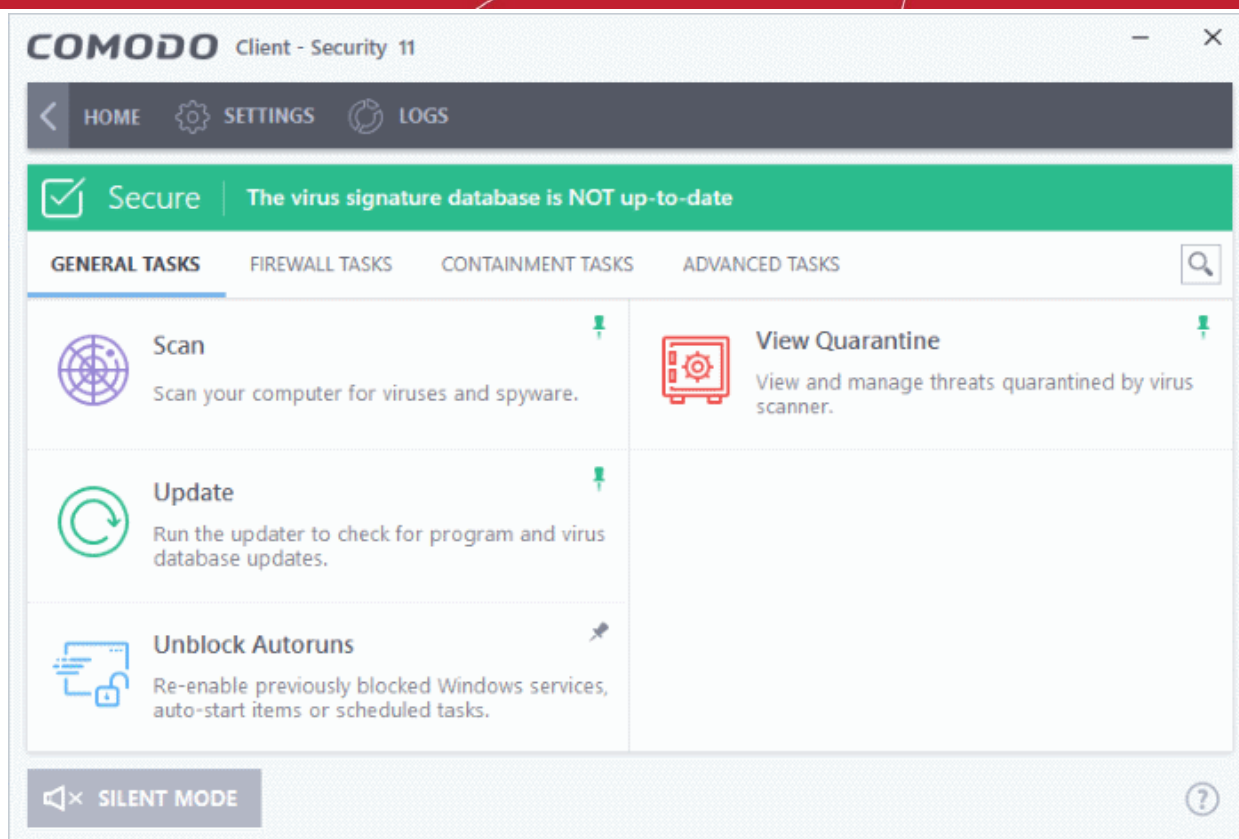 COMODO Client - Security 11
HOME SETTINGS LOGS
Secure The virus signature database is NOT up-to-date
GENERAL TASKS FIREWALL TASKS CONTAINMENT TASKS ADVANCED TASKS
Scan
Scan your computer for viruses and spyware.
View Quarantine
View and manage threats quarantined by virus
scanner.
Update
Run the updater to check for program and virus
database updates.
Unblock Autoruns
Re-enable previously blocked Windows services,
auto-start items or scheduled tasks.
SILENT MODE
?